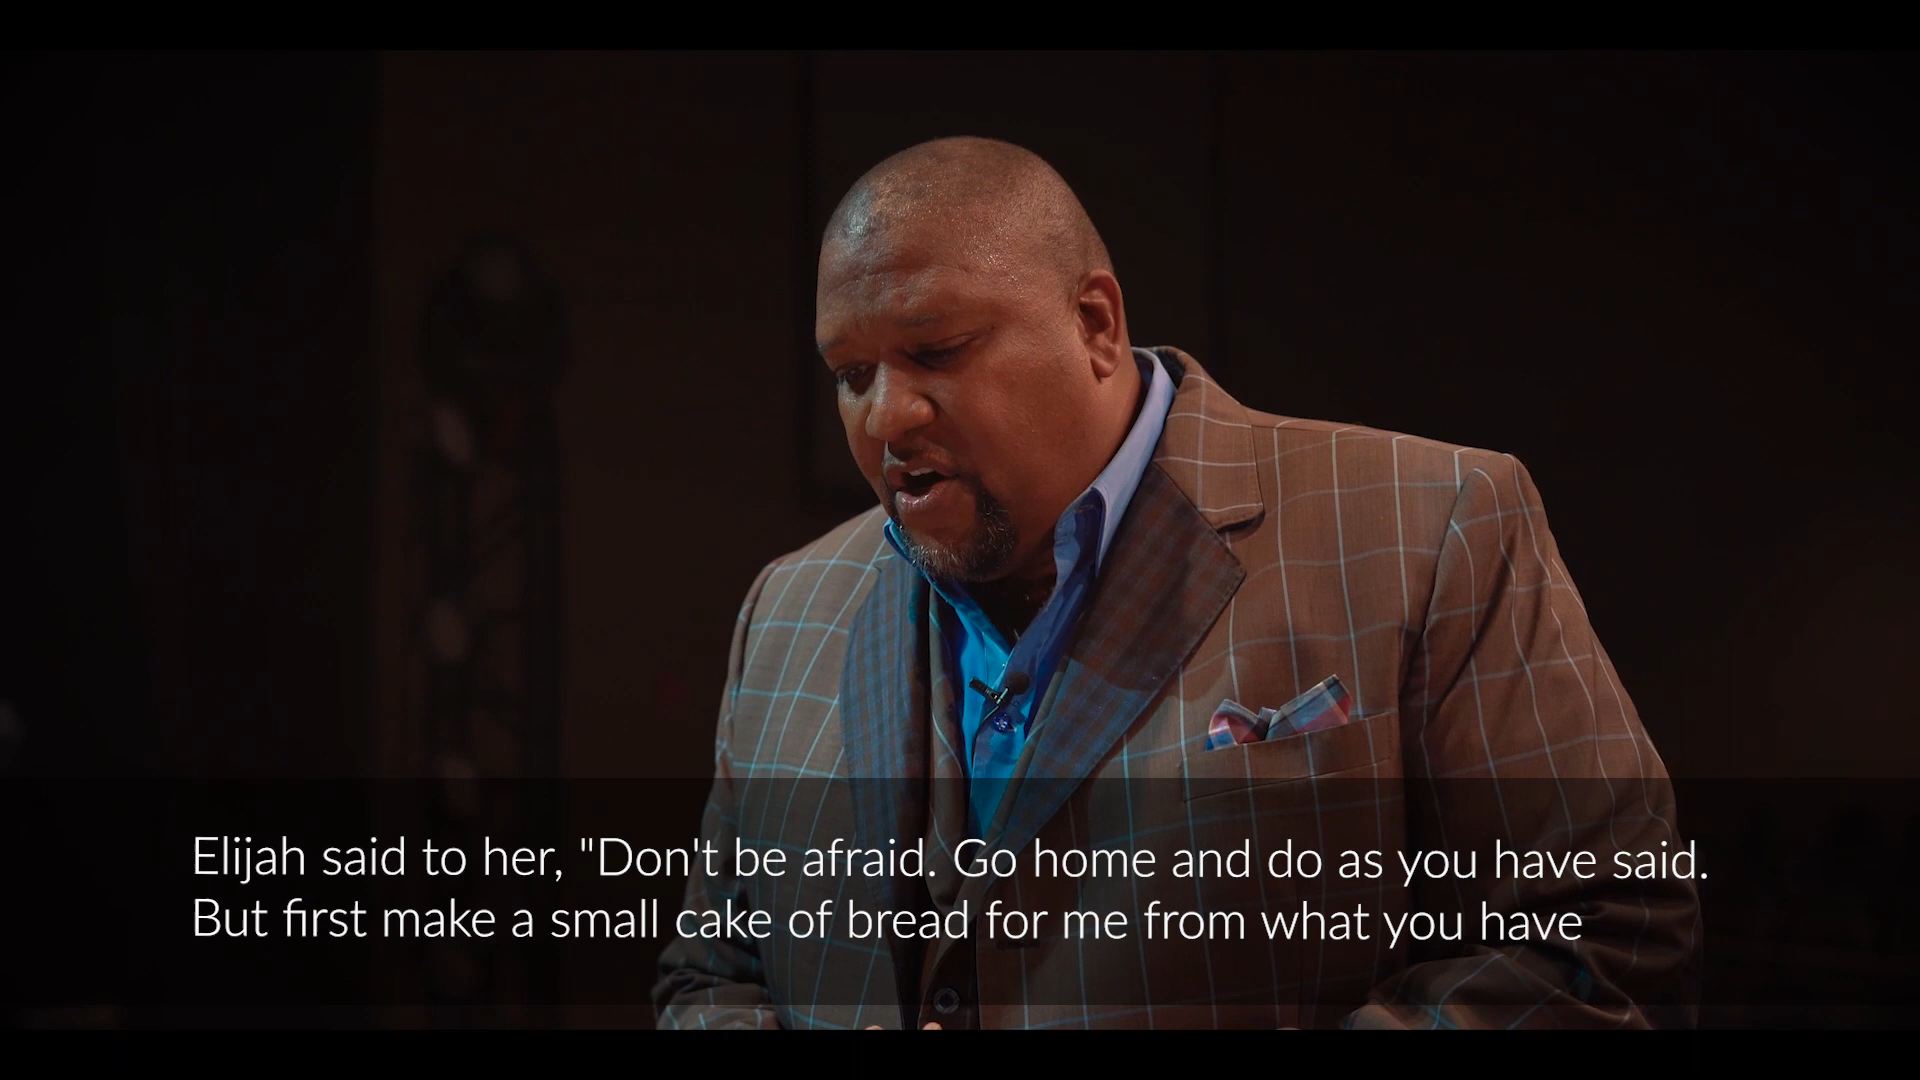 Elijah said to her, "Don't be afraid. Go home and do as you have said.
But first make a small cake of bread for me from what you have